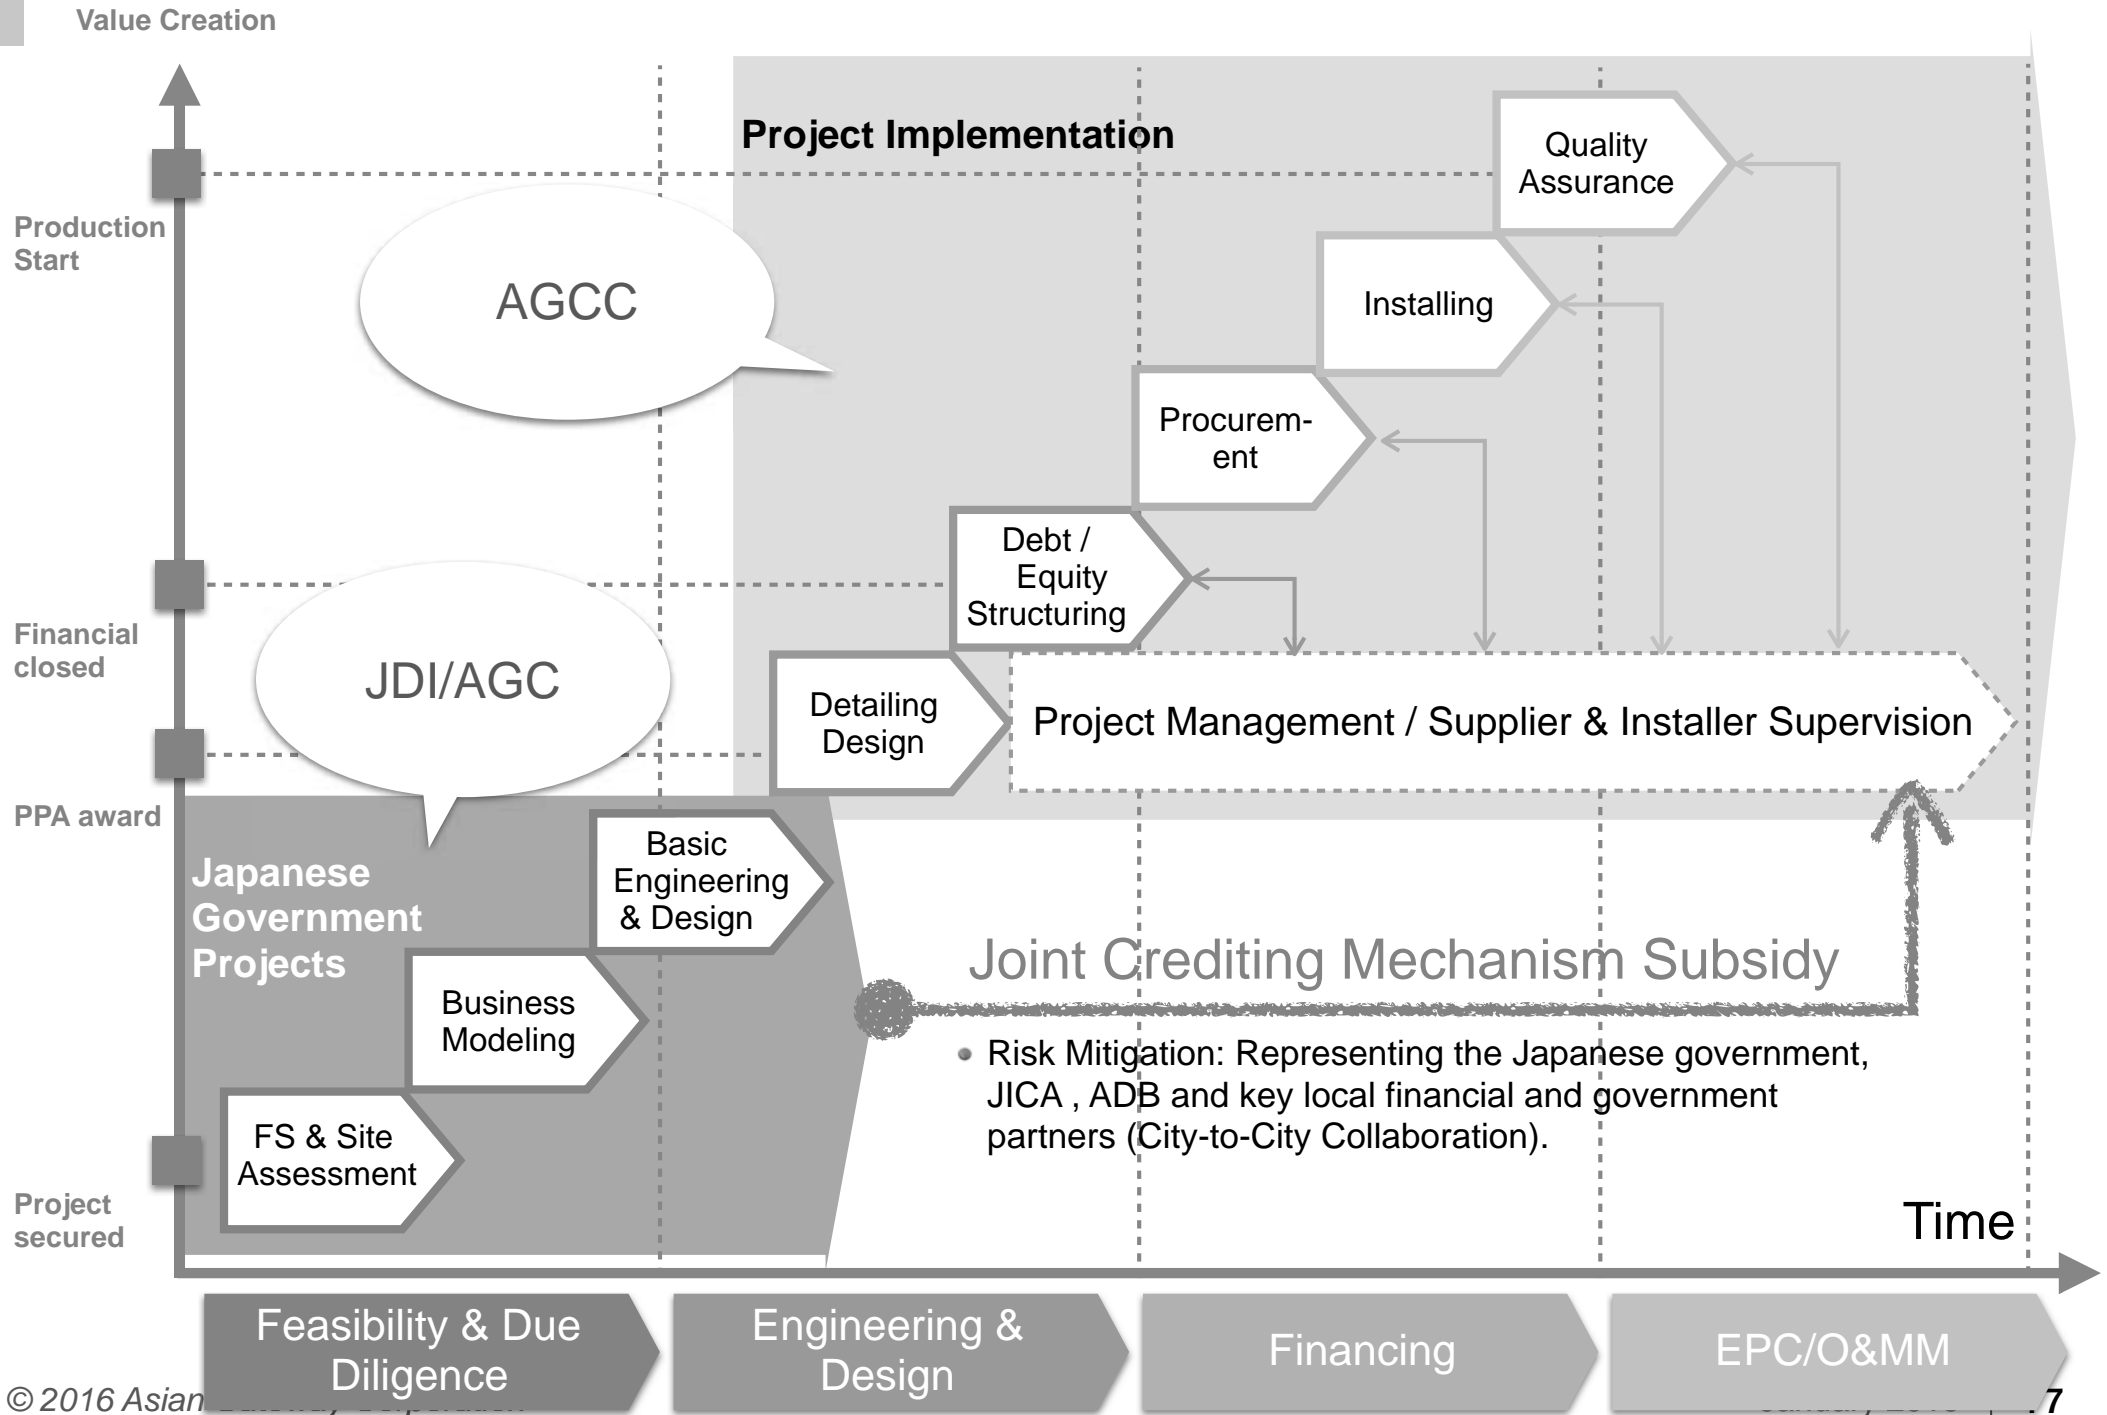 Value Creation
Project Implementation
Quality
Assurance
Production
Start
AGCC
Installing
Procurem-
ent
Debt /
Equity
Structuring
Financial
closed
JDI/AGC
Detailing
Design
Project Management / Supplier & Installer Supervision
PPA award
Japanese
Government
Projects
Basic
Engineering
& Design
Joint Crediting Mechanism Subsidy
Business
Modeling
Risk Mitigation: Representing the Japanese government,
JICA , ADB and key local financial and government
partners (City-to-City Collaboration).
FS & Site
Assessment
Project
secured
Time
Feasibility & Due
Diligence
Engineering &
Design
Financing
EPC/O&MM
© 2016 Asian
7